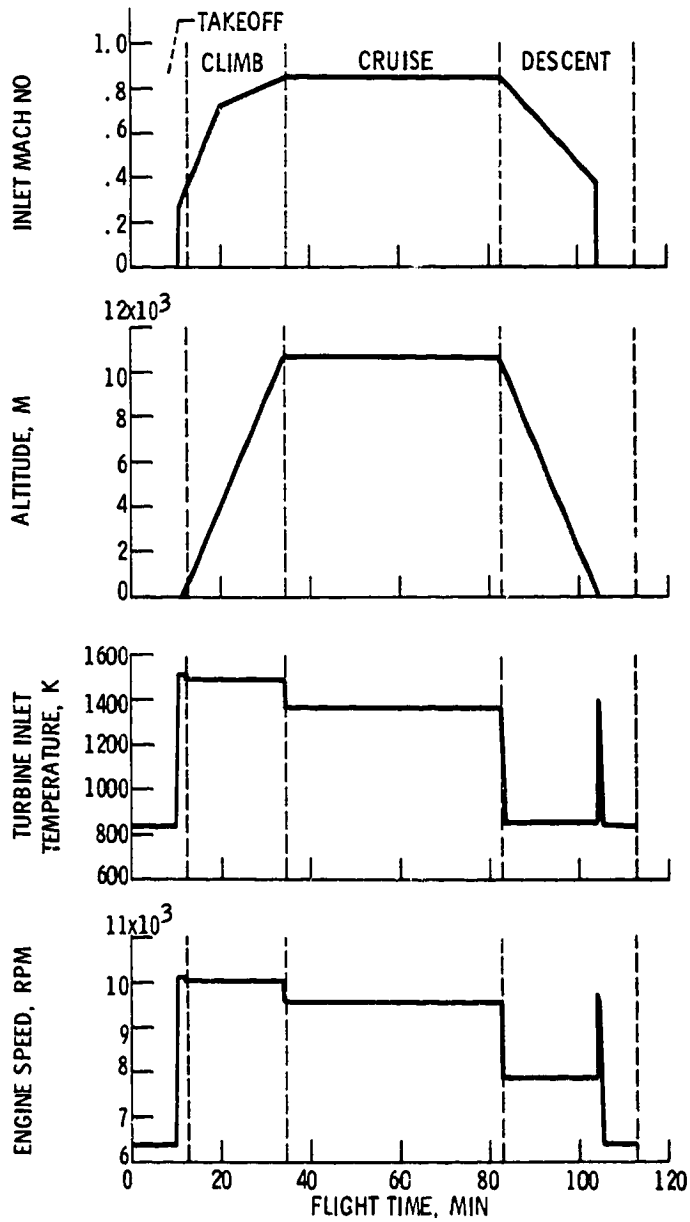 TAKEOFF
CLIMB
CRUISE
DESCENT
INLET MACH NO
1.0
.8
.6
.4
.2
0
ALTITUDE, M
12x10³
10
8
6
4
2
0
TURBINE INLET
TEMPERATURE, K
1600
1400
1200
1000
800
600
ENGINE SPEED, RPM
11x10³
10
9
8
7
6
0 20 40 60 80 100 120
FLIGHT TIME, MIN